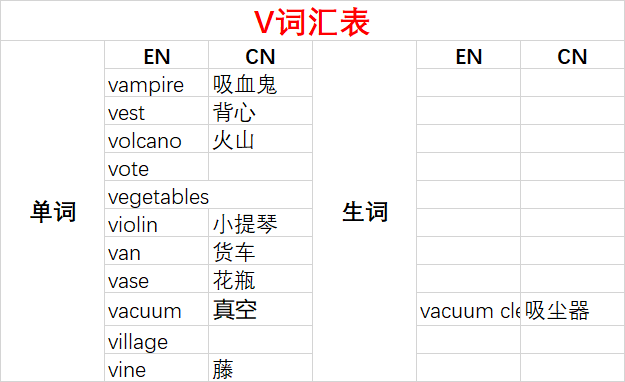 V词汇表
EN CN EN CN
vampire 吸血鬼
vest 背心
volcano 火山
vote
vegetables
单词 生词
violin 小提琴
van 货车
vase 花瓶
vacuum 真空 vacuum cle 吸尘器
village
vine 藤